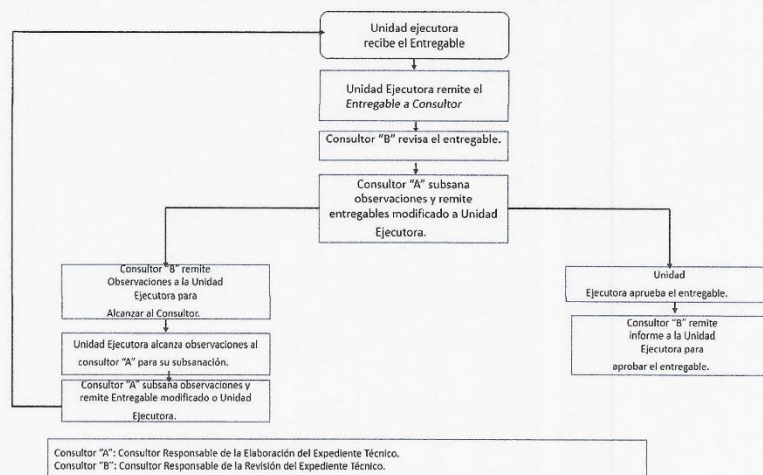 Unidad ejecutora
recibe el Entregable
Unidad Ejecutora remite el
Entregable a Consultor
Consultor "B" revisa el entregable.
Consultor "A" subsana
observaciones y remite
entregables modificado a Unidad
Ejecutora.
Consultor "B" remite
Observaciones a la Unidad
Ejecutora para
Alcanzar al Consultor.
Unidad Ejecutora alcanza observaciones al
consultor "A" para su subsanación.
Consultor "A" subsana observaciones y
remite Entregable modificado o Unidad
Ejecutora.
Unidad
Ejecutora aprueba el entregable.
Consultor "B" remite
informe a la Unidad
Ejecutora para
aprobar el entregable.
Consultor "A": Consultor Responsable de la Elaboración del Expediente Técnico.
Consultor "B": Consultor Responsable de la Revisión del Expediente Técnico.